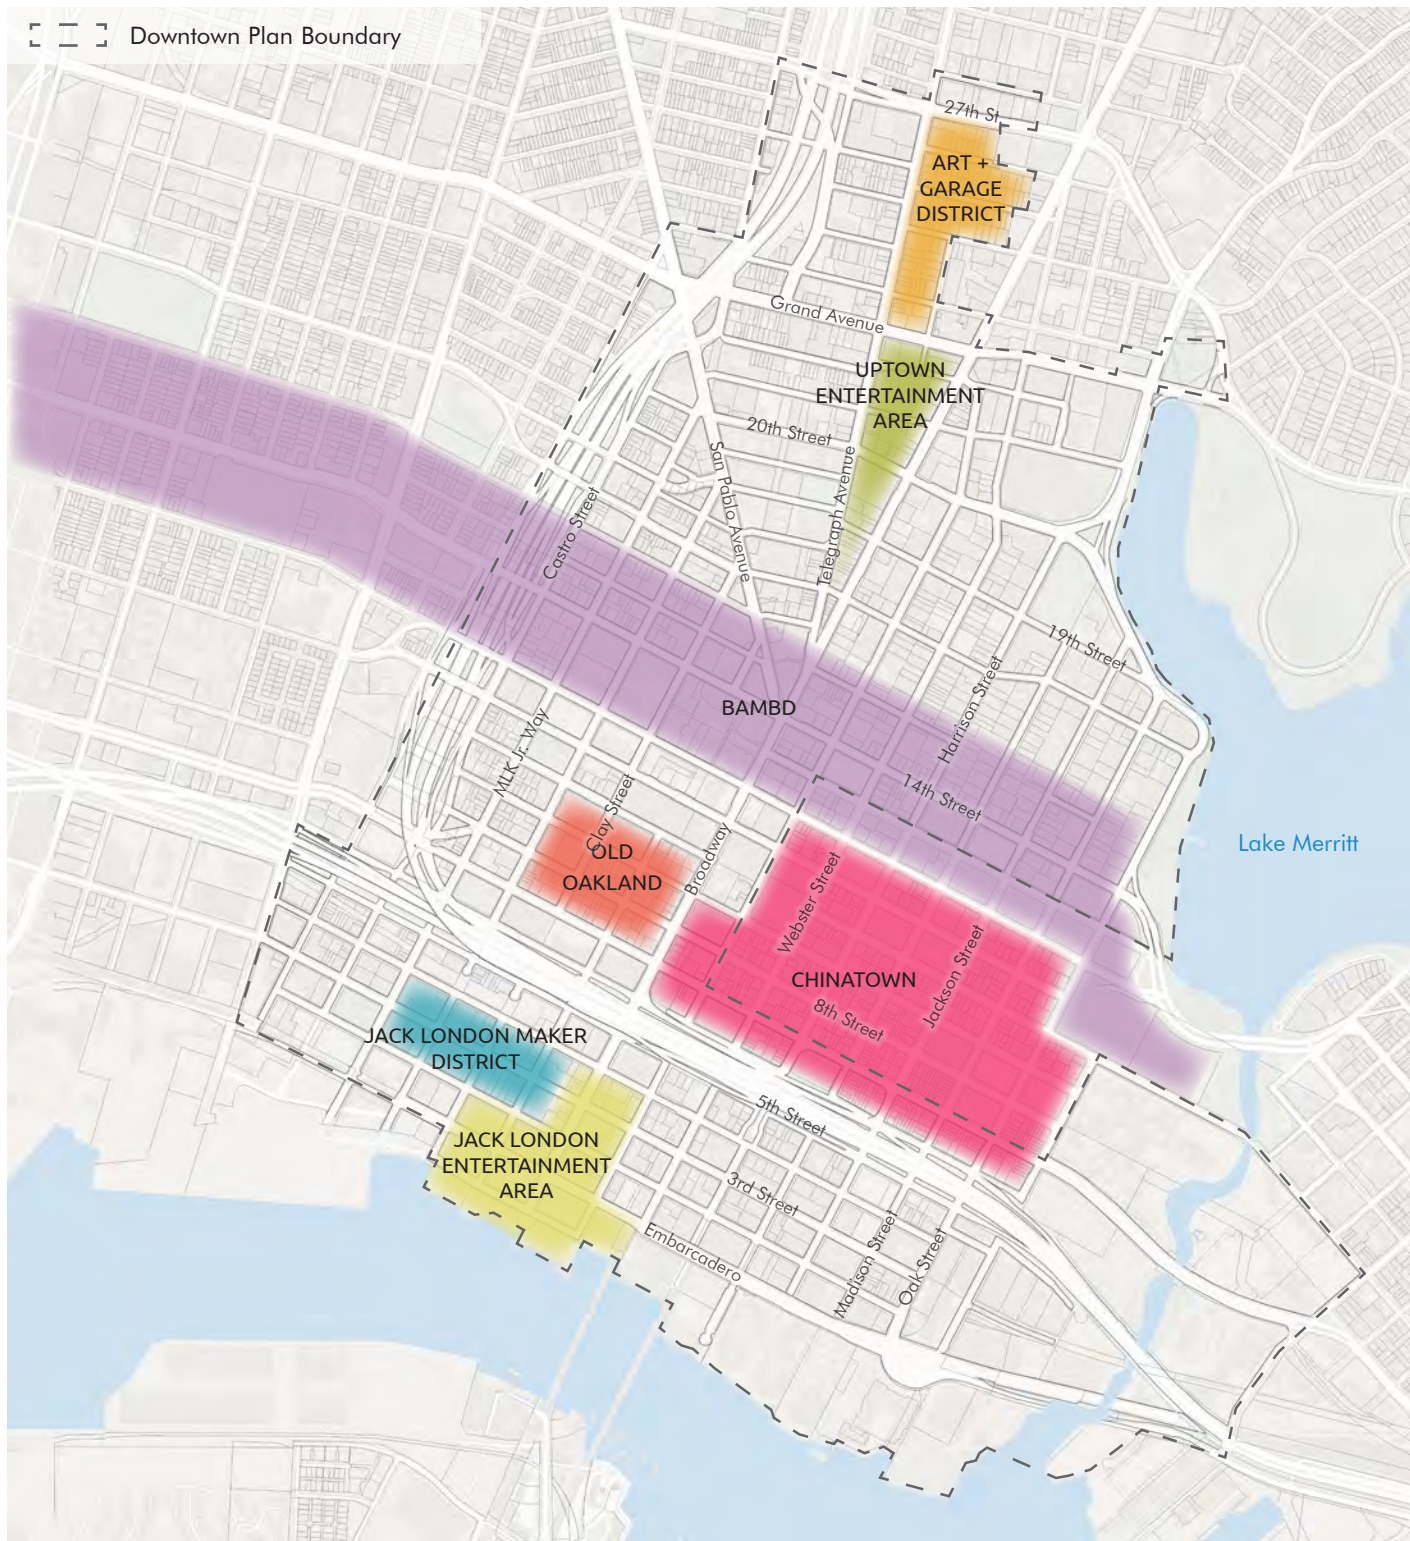 Downtown Plan Boundary
27th St
ART +
GARAGE
DISTRICT
Grand Avenue
UPTOWN
ENTERTAINMENT
AREA
20th Street
San Pablo Avenue
Telegraph Avenue
Castro Street
19th Street
Harrison Street
BAMBD
MLK Jr. Way
14th Street
Clay Street
OLD
OAKLAND
Broadway
Lake Merritt
Webster Street
Jackson Street
CHINATOWN
8th Street
JACK LONDON MAKER
DISTRICT
5th Street
JACK LONDON
ENTERTAINMENT
AREA
3rd Street
Embarcadero
Madison Street
Oak Street